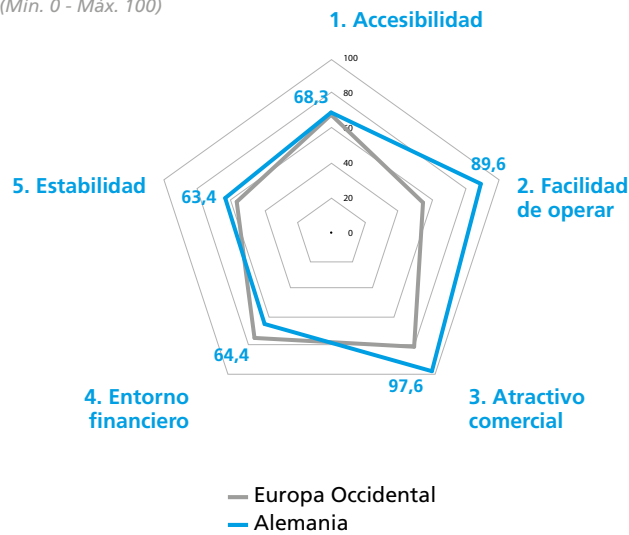 (Mín. 0 - Máx. 100)
1. Accesibilidad
100
68,3
80
60
40
20
0
89,6
5. Estabilidad
63,4
2. Facilidad
de operar
64,4
97,6
4. Entorno
financiero
3. Atractivo
comercial
Europa Occidental
Alemania